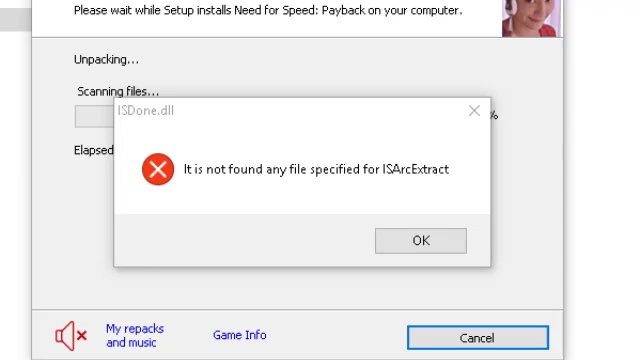 Please wait while Setup installs Need for Speed: Payback on your computer.
Unpacking...
Scanning files...
ISDone.dll
%
Elapsed
It is not found any file specified for ISArcExtract
OK
My repacks
and music
Game Info
Cancel